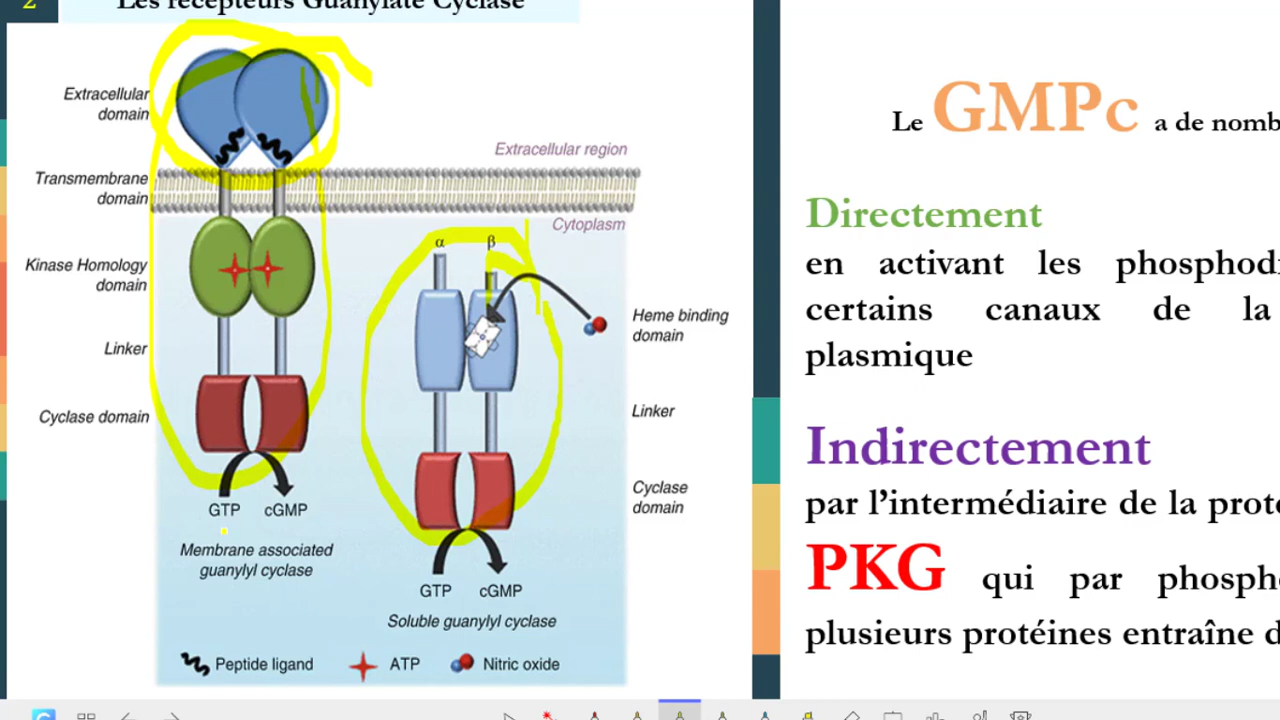 2
Les récepteurs Guanylate Cyclase
Extracellular
domain
Extracellular region
Transmembrane
domain
Cytoplasm
α
β
Kinase Homology
domain
Heme binding
domain
Linker
Linker
Cyclase domain
Cyclase
domain
GTP cGMP
Membrane associated
guanylyl cyclase
GTP cGMP
Soluble guanylyl cyclase
Peptide ligand ATP Nitric oxide
Le GMPc a de nomb
Directement
en activant les phosphodi
certains canaux de la
plasmique
Indirectement
par l’intermédiaire de la proté
PKG qui par phospho
plusieurs protéines entraîne d